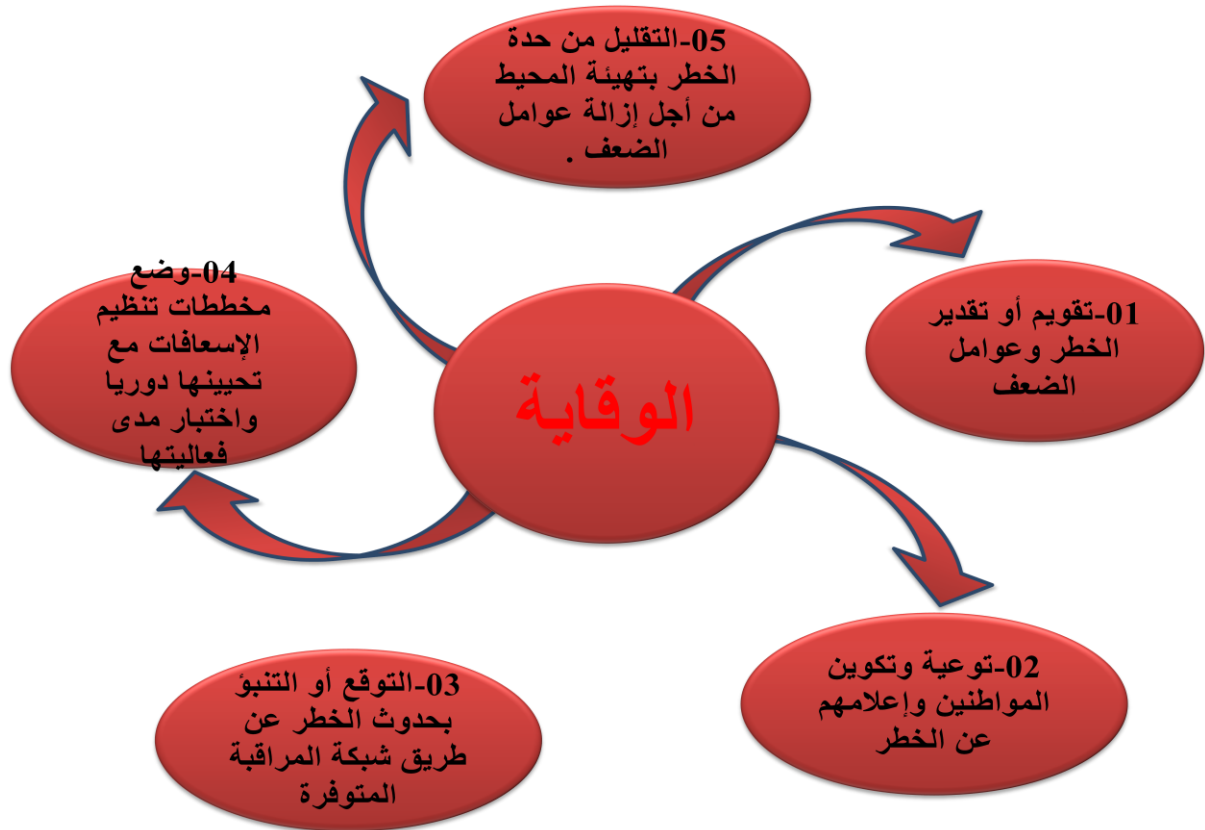 الوقاية
01-تقويم أو تقدير
الخطر وعوامل
الضعف
02-توعية وتكوين
المواطنين وإعلامهم
عن الخطر
03-التوقع أو التنبؤ
بحدوث الخطر عن
طريق شبكة المراقبة
المتوفرة
04-وضع
مخططات تنظيم
الإسعافات مع
تحيينها دوريا
واختبار مدى
فعاليتها
05-التقليل من حدة
الخطر بتهيئة المحيط
من أجل إزالة عوامل
الضعف .